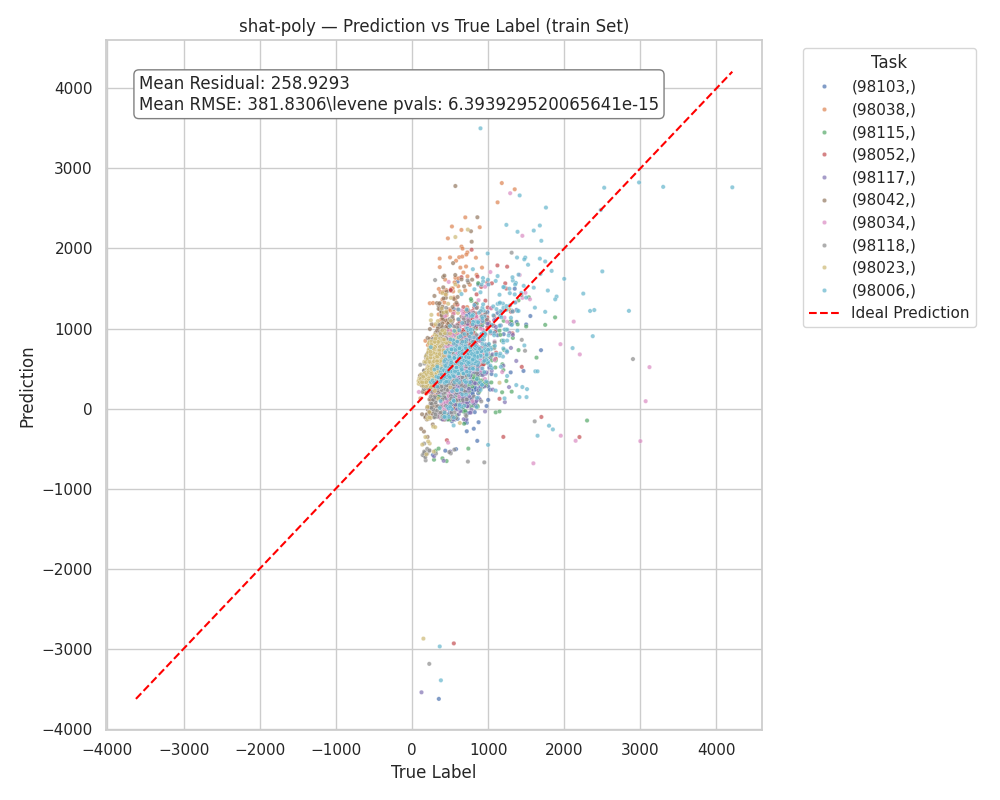 shat-poly — Prediction vs True Label (train Set)
Mean Residual: 258.9293
Mean RMSE: 381.8306\levene pvals: 6.393929520065641e-15
Task
(98103,)
(98038,)
(98115,)
(98052,)
(98117,)
(98042,)
(98034,)
(98118,)
(98023,)
(98006,)
Ideal Prediction
Prediction
4000
3000
2000
1000
0
−1000
−2000
−3000
−4000
−4000 −3000 −2000 −1000 0 1000 2000 3000 4000
True Label